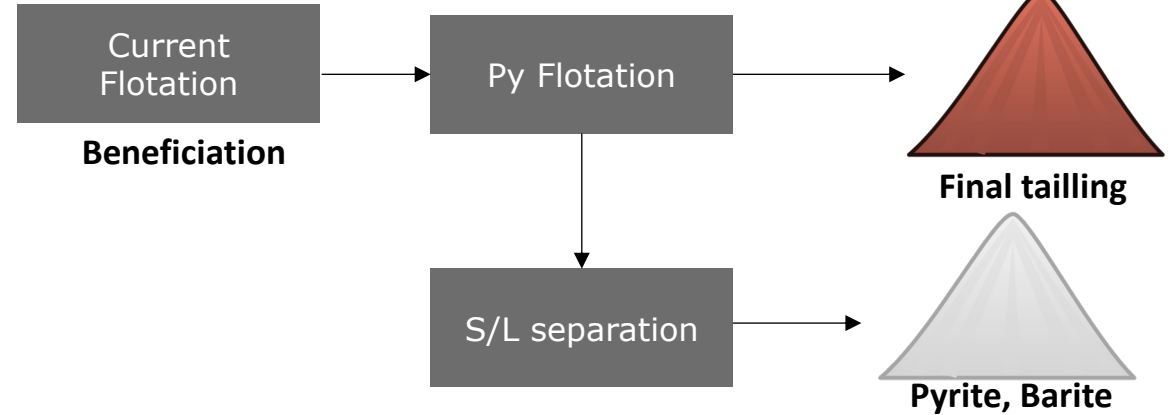 Current
Flotation
Beneficiation
Py Flotation
Final tailling
S/L separation
Pyrite, Barite